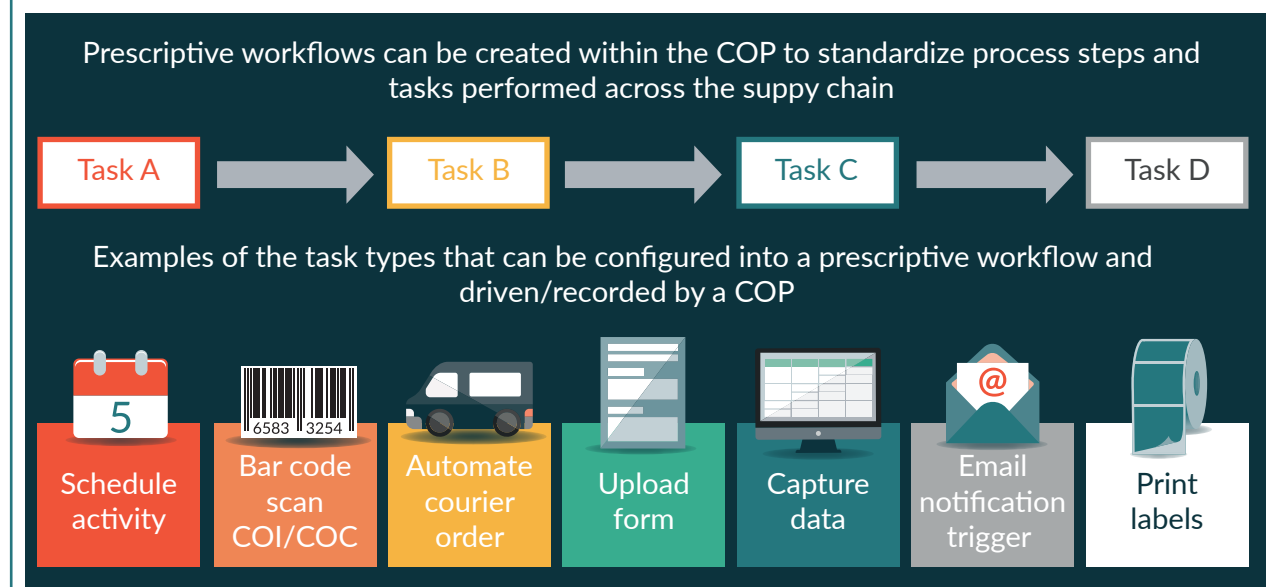 Prescriptive workflows can be created within the COP to standardize process steps and
tasks performed across the suppy chain
Task A
Task B
Task C
Task D
Examples of the task types that can be configured into a prescriptive workflow and
driven/recorded by a COP
5
6583 3254
@
Schedule
activity
Bar code
scan
COI/COC
Automate
courier
order
Upload
form
Capture
data
Email
notification
trigger
Print
labels